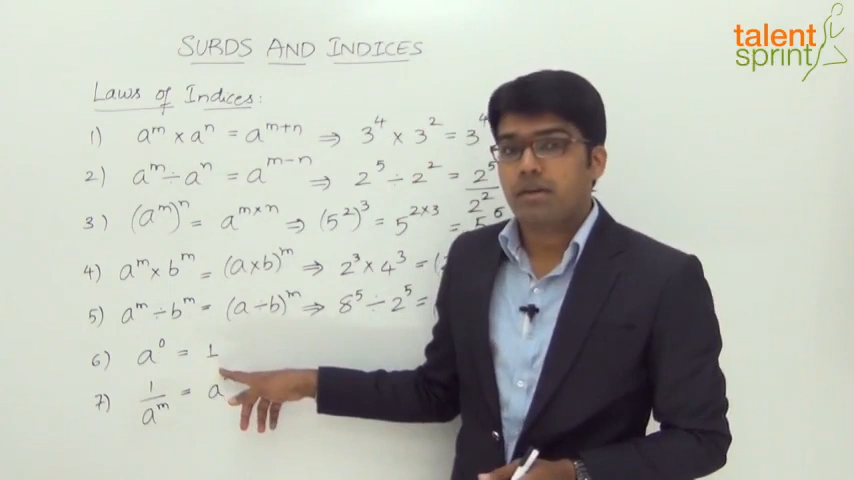 talent
sprint
SURDS AND INDICES
Laws of Indices:
1) a^m × a^n = a^(m+n) ⇒ 3^4 × 3^2 = 3^4
2) a^m ÷ a^n = a^(m−n) ⇒ 2^5 ÷ 2^2 = 2^5/2^2
3) (a^m)^n = a^(m×n) ⇒ (5^2)^3 = 5^(2×3) = 5^6
4) a^m × b^m = (a×b)^m ⇒ 2^3 × 4^3 = (
5) a^m ÷ b^m = (a÷b)^m ⇒ 8^5 ÷ 2^5 = (
6) a^0 = 1
7) 1/a^m = a